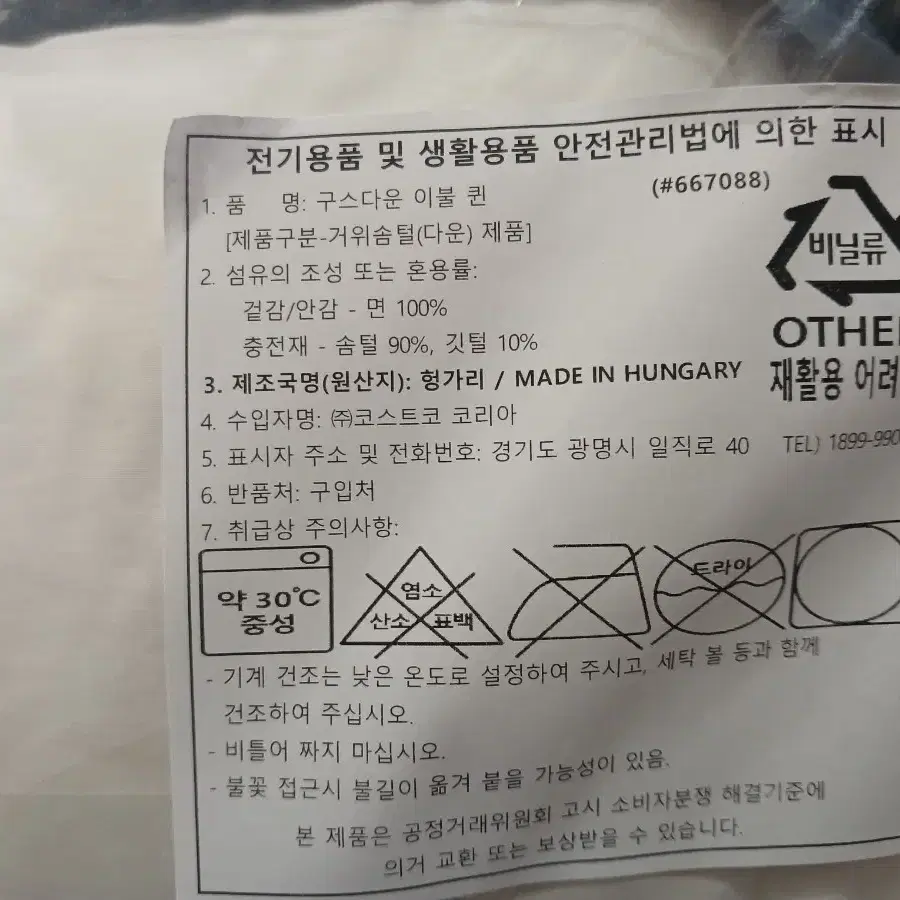 전기용품 및 생활용품 안전관리법에 의한 표시
(#667088)
1. 품 명: 구스다운 이불 퀸
[제품구분-거위솜털(다운) 제품]
2. 섬유의 조성 또는 혼용률:
겉감/안감 - 면 100%
충전재 - 솜털 90%, 깃털 10%
비닐류
OTHER
재활용 어려
3. 제조국명(원산지): 헝가리 / MADE IN HUNGARY
4. 수입자명: ㈜코스트코 코리아
5. 표시자 주소 및 전화번호: 경기도 광명시 일직로 40 TEL) 1899-990
6. 반품처: 구입처
7. 취급상 주의사항:
약 30℃
중성
염소
산소 표백
드라이
- 기계 건조는 낮은 온도로 설정하여 주시고, 세탁 볼 등과 함께
건조하여 주십시오.
- 비틀어 짜지 마십시오.
- 불꽃 접근시 불길이 옮겨 붙을 가능성이 있음.
본 제품은 공정거래위원회 고시 소비자분쟁 해결기준에
의거 교환 또는 보상받을 수 있습니다.